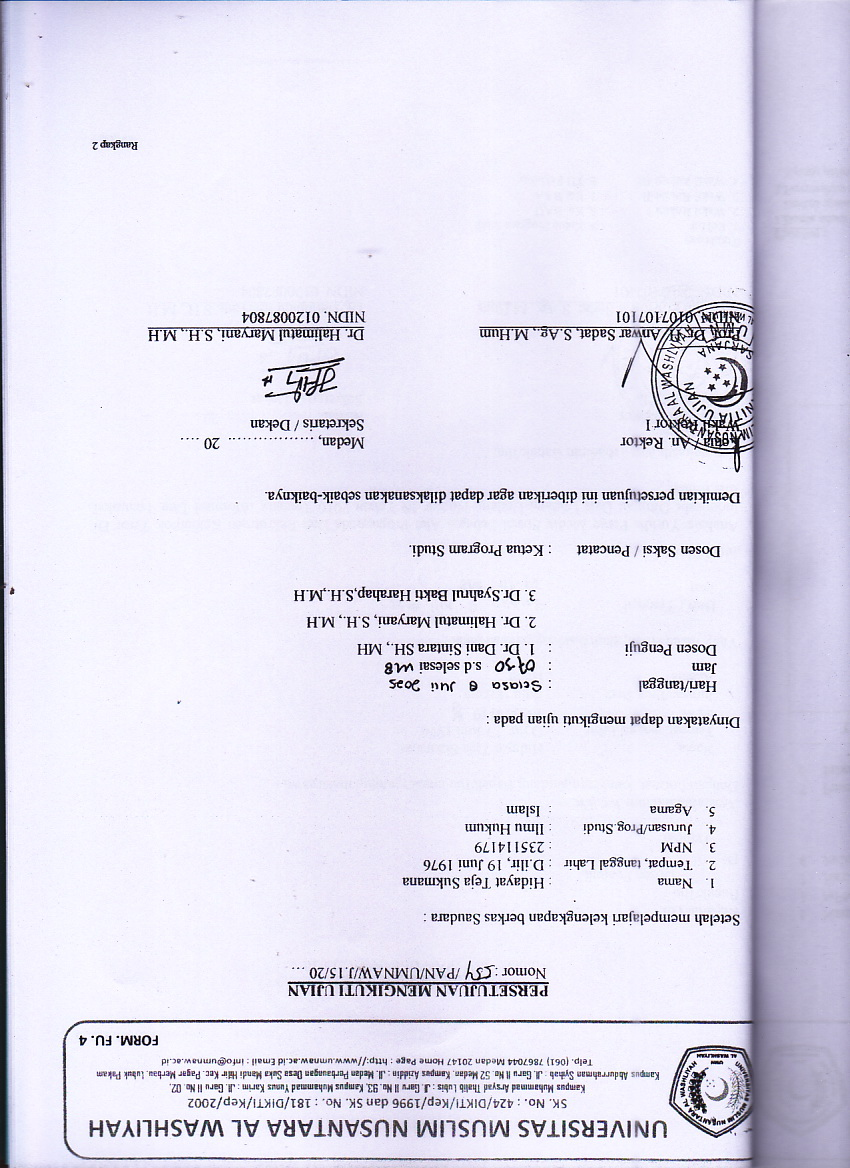 UNIVERSITAS MUSLIM NUSANTARA AL WASHLIYAH
SK. No. : 424/DIKTI/Kep/1996 dan SK. No. : 181/DIKTI/Kep/2002
Kampus Muhammad Arsyad Thalib Lubis : Jl. Garu II No. 93. Kampus Muhammad Yunus Karim : Jl. Garu II No. 02,
Kampus Abdurrahman Syihab : Jl. Garu II No. 52 Medan. Kampus Aziddin : Jl. Medan Perbaungan Desa Suka Mandi Hilir Kec. Pagar Merbau. Lubuk Pakam
Telp. (061) 7867044 Medan 20147 Home Page : http://www.umnaw.ac.id Email : info@umnaw.ac.id
FORM. FU. 4
PERSETUJUAN MENGIKUTI UJIAN
Nomor : /PAN/UMNAW/J.15/20 ...
Setelah mempelajari kelengkapan berkas Saudara :
1. Nama : Hidayat Teja Sukmana
2. Tempat, tanggal Lahir : D.ilir, 19 Juni 1976
3. NPM : 235114179
4. Jurusan/Prog.Studi : Ilmu Hukum
5. Agama : Islam
Dinyatakan dapat mengikuti ujian pada :
Hari/tanggal : Selasa 8 Juli 2025
Jam : s.d selesai WIB
Dosen Penguji : 1. Dr. Dani Sintara SH., MH
2. Dr. Halimatul Maryani, S.H., M.H
3. Dr.Syahrul Bakti Harahap,S.H.,M.H
Dosen Saksi / Pencatat : Ketua Program Studi.
Demikian persetujuan ini diberikan agar dapat dilaksanakan sebaik-baiknya.
Medan, .................. 20 ....
Ketua / An. Rektor
Wakil Rektor I
Sekretaris / Dekan
Prof. Dr. H. Anwar Sadat, S.Ag., M.Hum
NIDN. 0107107101
Dr. Halimatul Maryani, S.H., M.H
NIDN. 0120087804
Rangkap 2